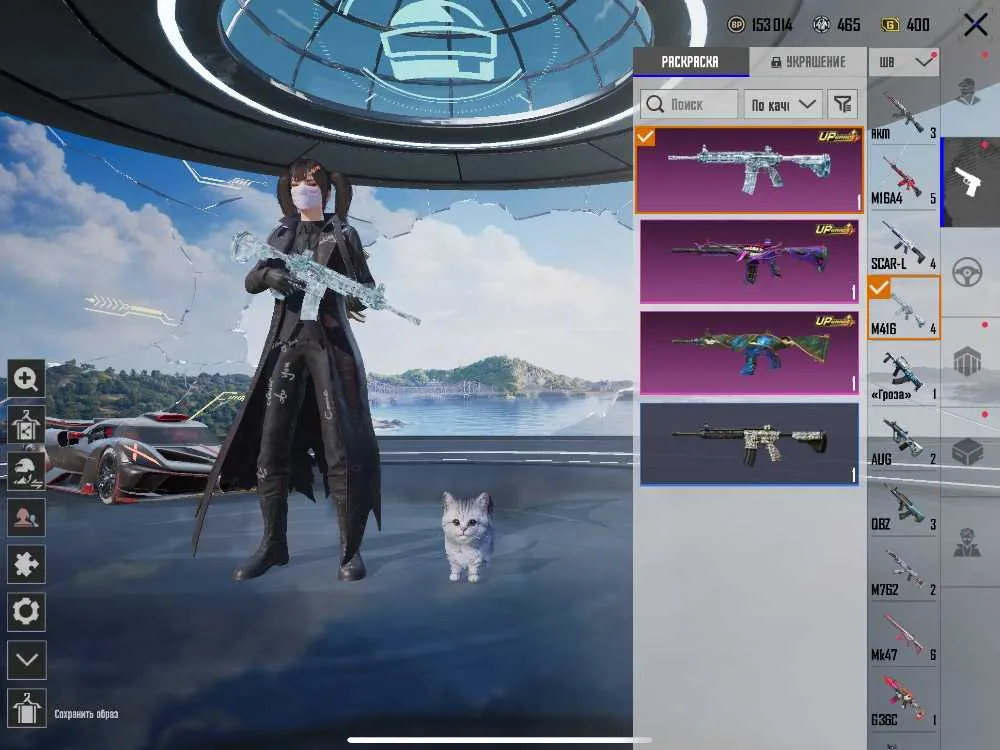 BP 153 014 465 G 400
РАСКРАСКА УКРАШЕНИЕ ШВ
Поиск По качі
АКМ 3
UP
1
M16A4 5
UP
1
SCAR-L 4
M416 4
UP
1
«Гроза» 1
AUG 2
1
QBZ 3
M762 2
Mk47 6
G36C 1
Сохранить образ